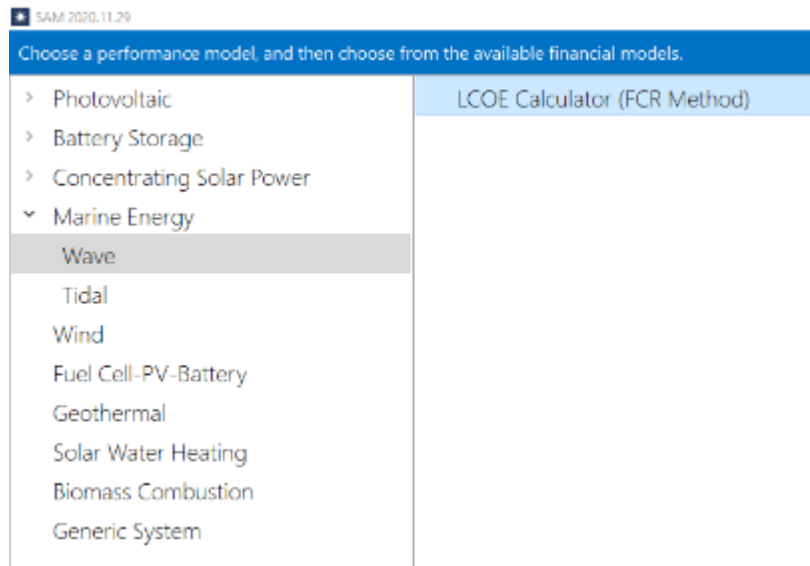 SAM 2020.11.29
Choose a performance model, and then choose from the available financial models.
Photovoltaic
Battery Storage
Concentrating Solar Power
Marine Energy
Wave
Tidal
Wind
Fuel Cell-PV-Battery
Geothermal
Solar Water Heating
Biomass Combustion
Generic System
LCOE Calculator (FCR Method)